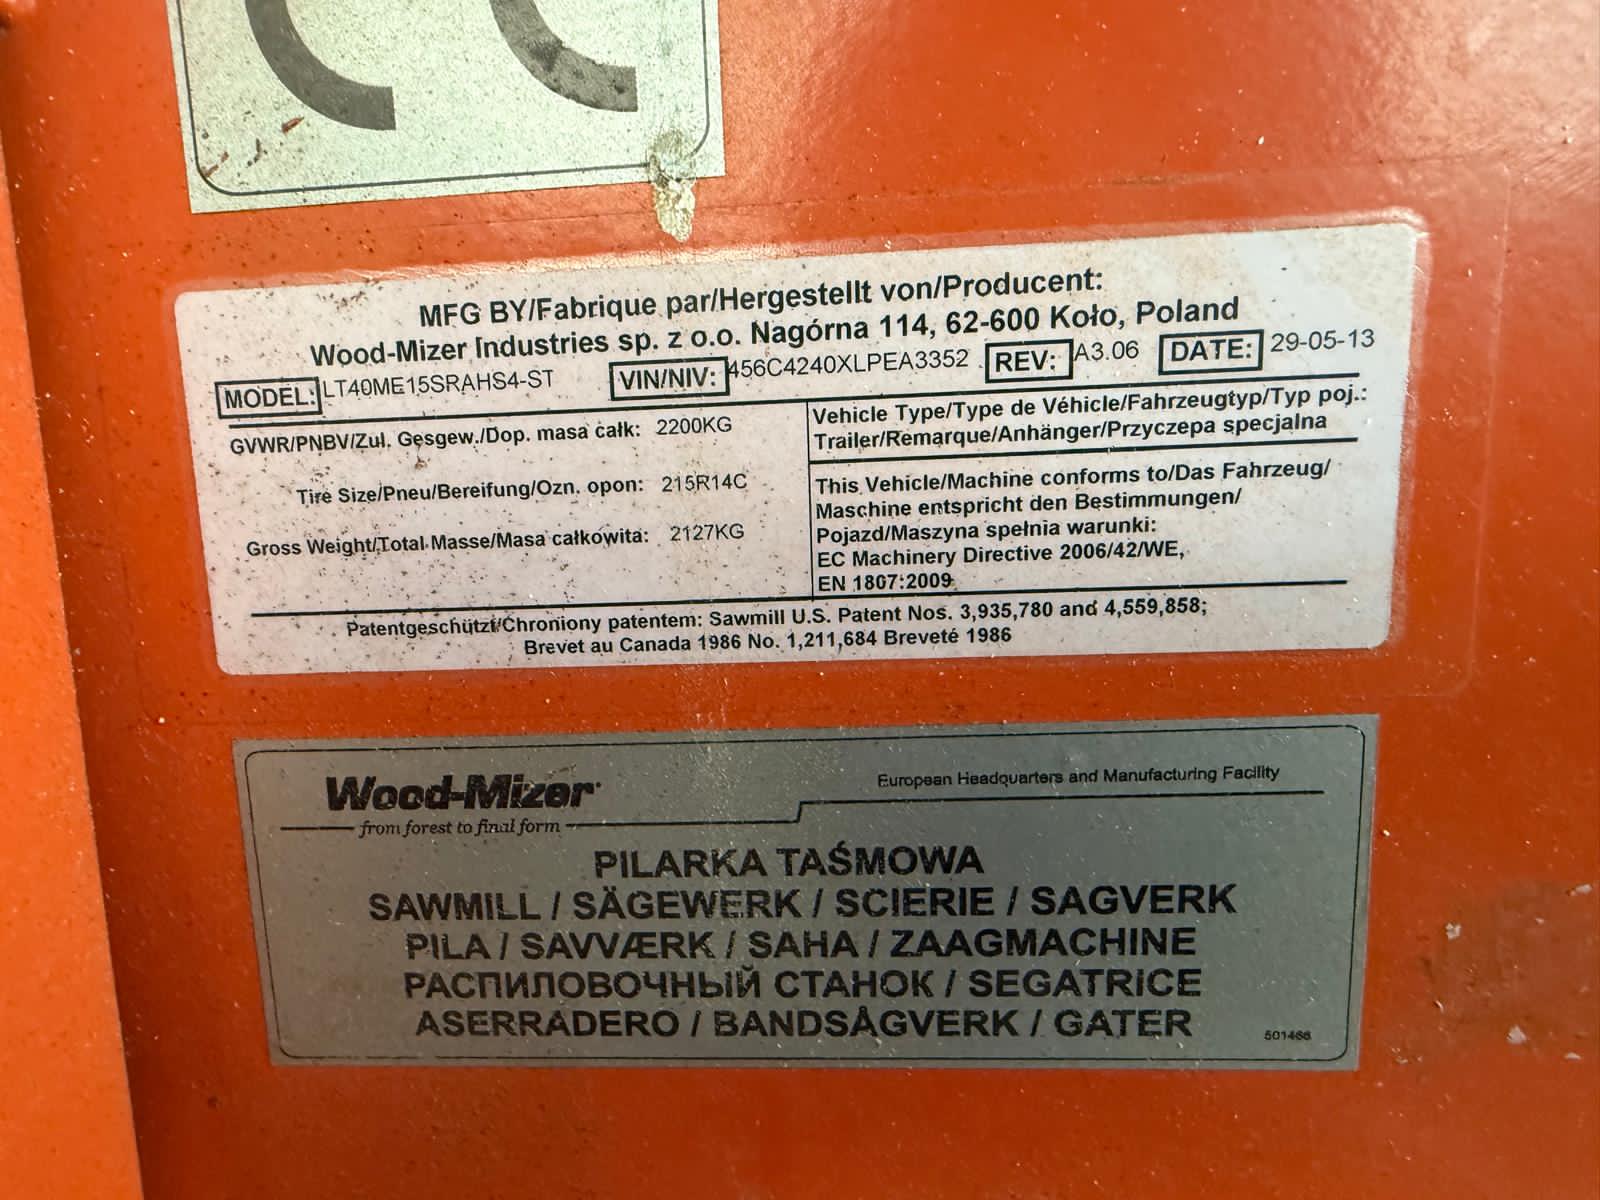 CE
MFG BY/Fabrique par/Hergestellt von/Producent:
Wood-Mizer Industries sp. z o.o. Nagórna 114, 62-600 Koło, Poland
MODEL: LT40ME15SRAHS4-ST VIN/NIV: 456C4240XLPEA3352 REV: A3.06 DATE: 29-05-13
GVWR/PNBV/Zul. Gesgew./Dop. masa całk: 2200KG
Tire Size/Pneu/Bereifung/Ozn. opon: 215R14C
Gross Weight/Total Masse/Masa całkowita: 2127KG
Vehicle Type/Type de Véhicle/Fahrzeugtyp/Typ poj.:
Trailer/Remarque/Anhänger/Przyczepa specjalna
This Vehicle/Machine conforms to/Das Fahrzeug/
Maschine entspricht den Bestimmungen/
Pojazd/Maszyna spełnia warunki:
EC Machinery Directive 2006/42/WE,
EN 1807:2009
Patentgeschützt/Chroniony patentem: Sawmill U.S. Patent Nos. 3,935,780 and 4,559,858;
Brevet au Canada 1986 No. 1,211,684 Breveté 1986
Wood-Mizer
from forest to final form
European Headquarters and Manufacturing Facility
PILARKA TAŚMOWA
SAWMILL / SÄGEWERK / SCIERIE / SAGVERK
PILA / SAVVÆRK / SAHA / ZAAGMACHINE
РАСПИЛОВОЧНЫЙ СТАНОК / SEGATRICE
ASERRADERO / BANDSÅGVERK / GATER
501466